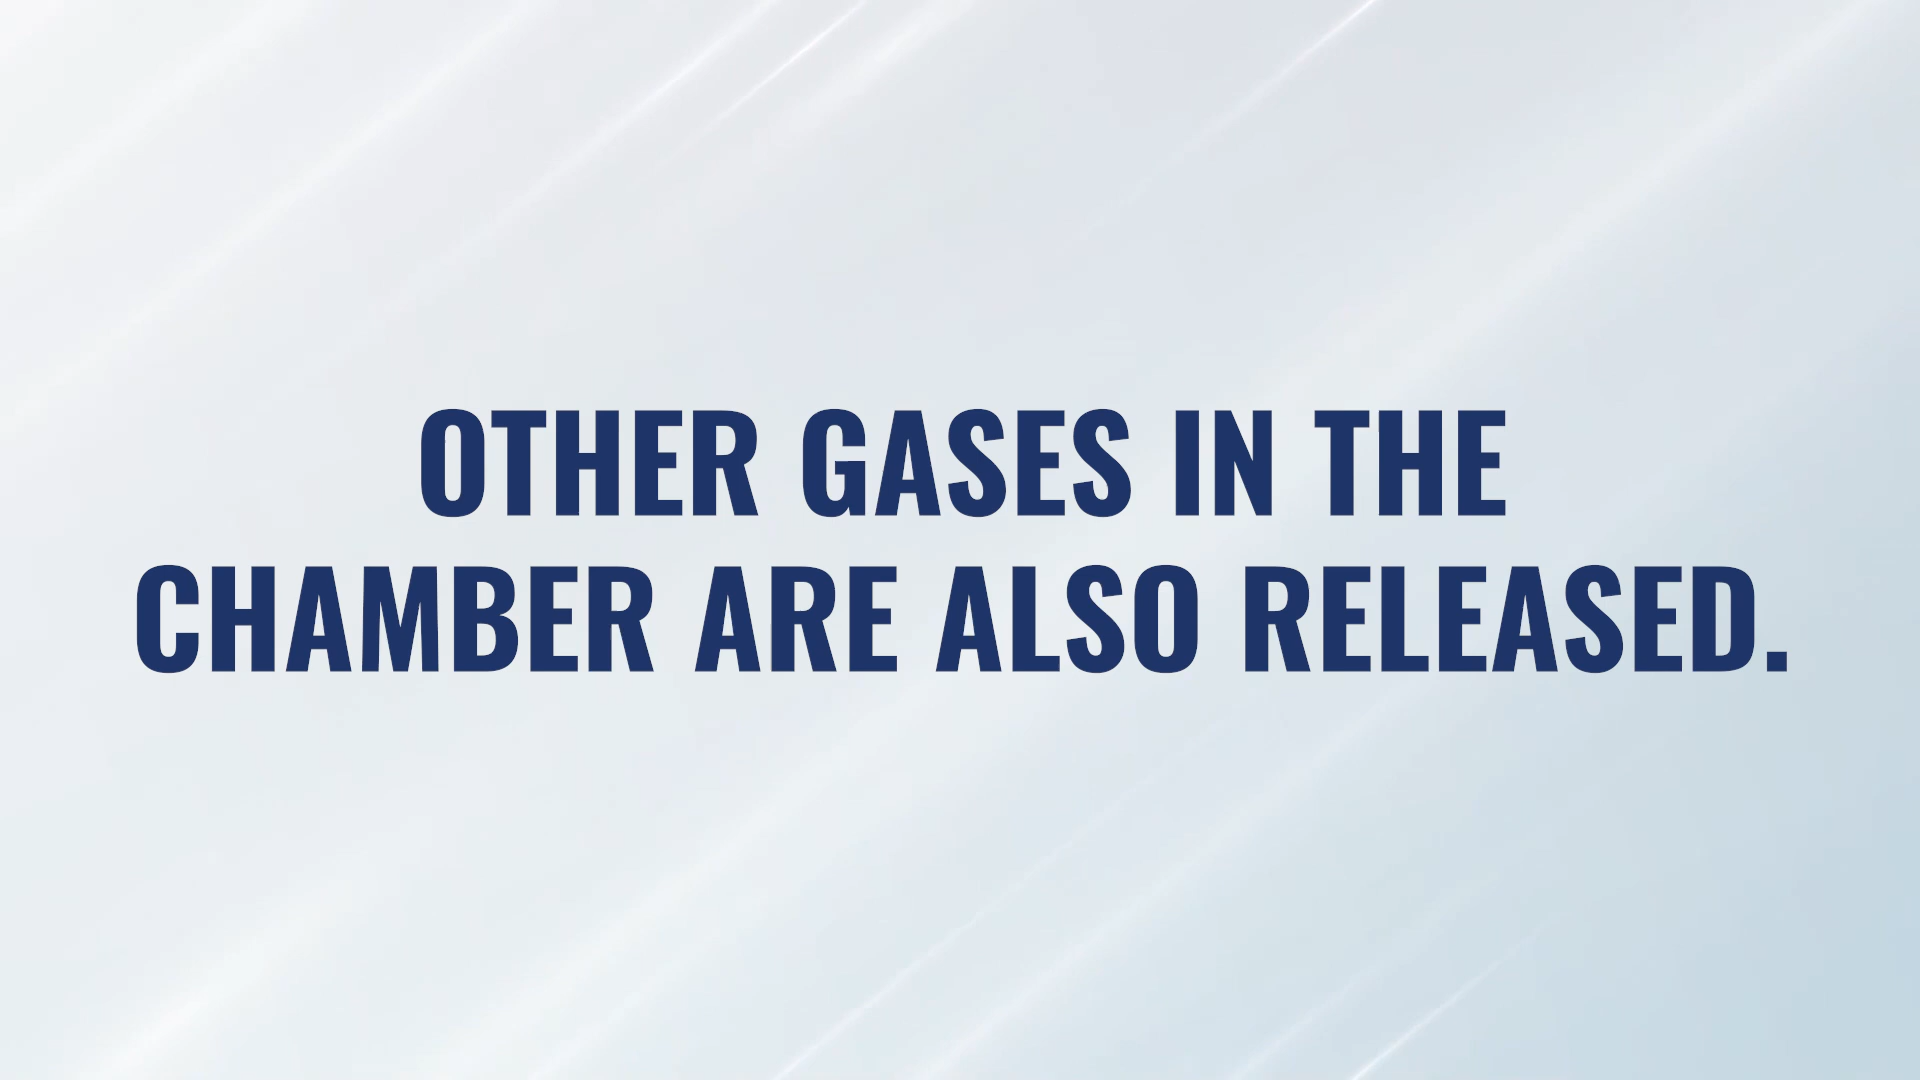 OTHER GASES IN THE
CHAMBER ARE ALSO RELEASED.